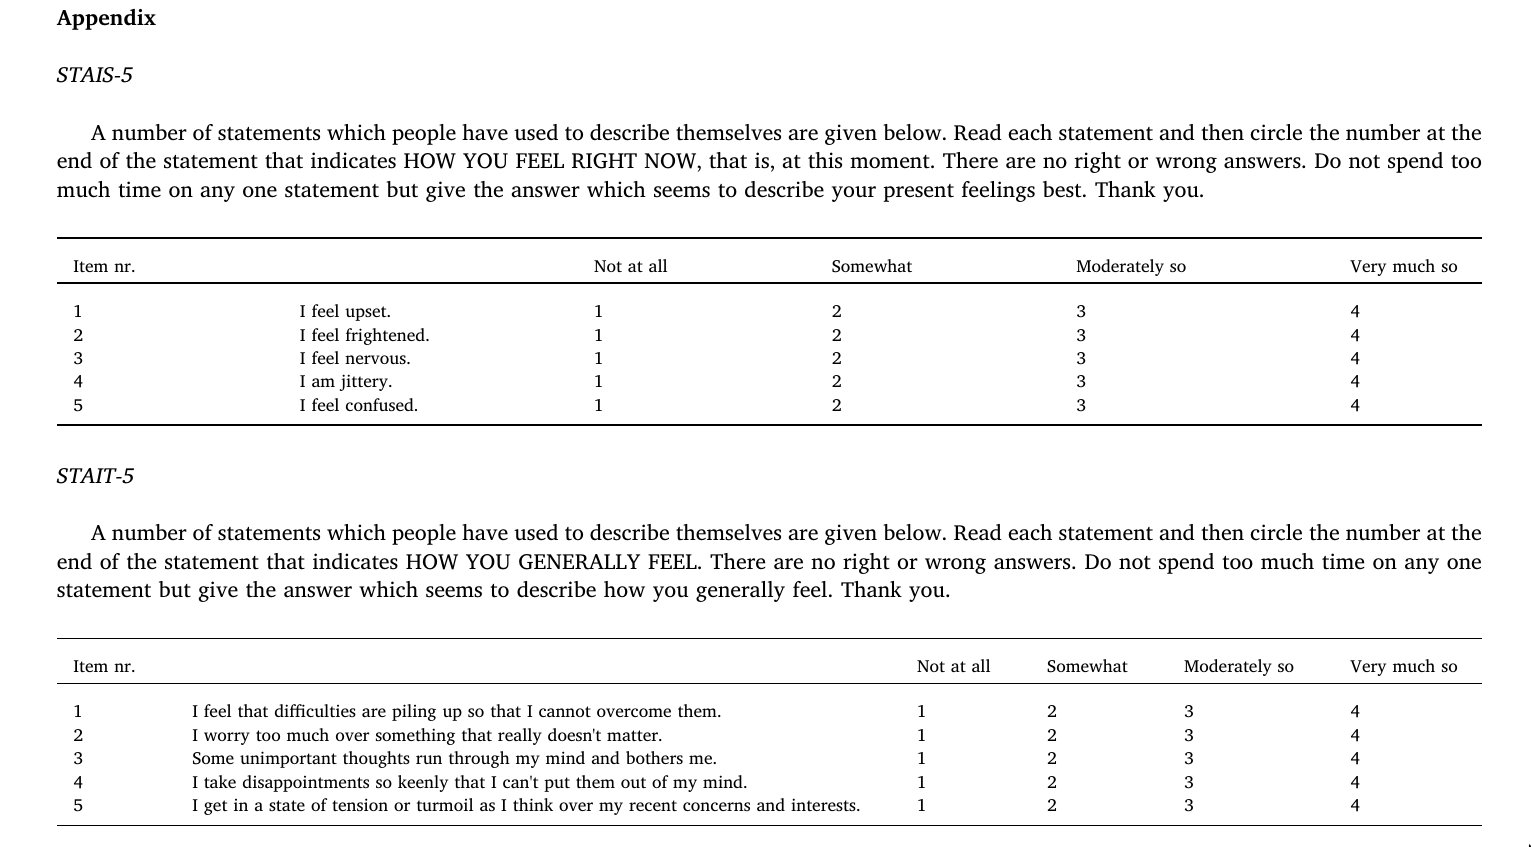 Appendix
STAIS-5
A number of statements which people have used to describe themselves are given below. Read each statement and then circle the number at the
end of the statement that indicates HOW YOU FEEL RIGHT NOW, that is, at this moment. There are no right or wrong answers. Do not spend too
much time on any one statement but give the answer which seems to describe your present feelings best. Thank you.
Item nr. Not at all Somewhat Moderately so Very much so
1 I feel upset. 1 2 3 4
2 I feel frightened. 1 2 3 4
3 I feel nervous. 1 2 3 4
4 I am jittery. 1 2 3 4
5 I feel confused. 1 2 3 4
STAIT-5
A number of statements which people have used to describe themselves are given below. Read each statement and then circle the number at the
end of the statement that indicates HOW YOU GENERALLY FEEL. There are no right or wrong answers. Do not spend too much time on any one
statement but give the answer which seems to describe how you generally feel. Thank you.
Item nr. Not at all Somewhat Moderately so Very much so
1 I feel that difficulties are piling up so that I cannot overcome them. 1 2 3 4
2 I worry too much over something that really doesn't matter. 1 2 3 4
3 Some unimportant thoughts run through my mind and bothers me. 1 2 3 4
4 I take disappointments so keenly that I can't put them out of my mind. 1 2 3 4
5 I get in a state of tension or turmoil as I think over my recent concerns and interests. 1 2 3 4